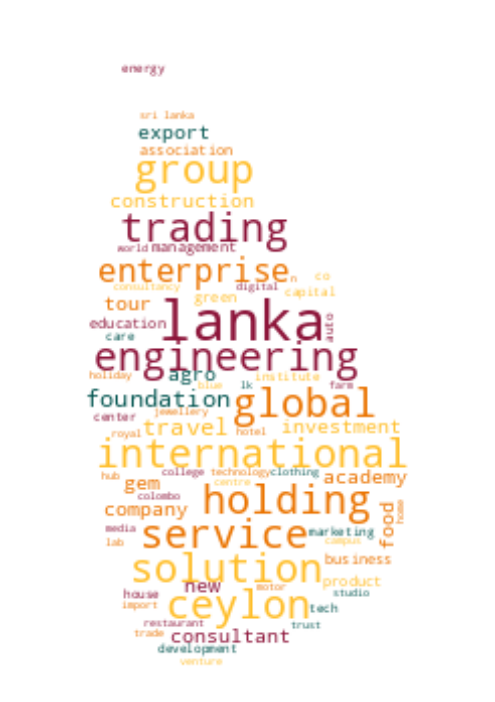 energy
sri lanka
export
association
group
construction
trading
world management
enterprise n co
consultancy digital
tour green capital
education lanka auto
care
engineering
holiday agro institute
blue lk farm
foundation global
center jewellery
royal travel hotel investment
international
hub college technology clothing
gem centre academy
colombo
company holding food home
media service marketing
lab campus
solution business
new motor product
house studio
import ceylon tech
restaurant trust
trade consultant
development
venture